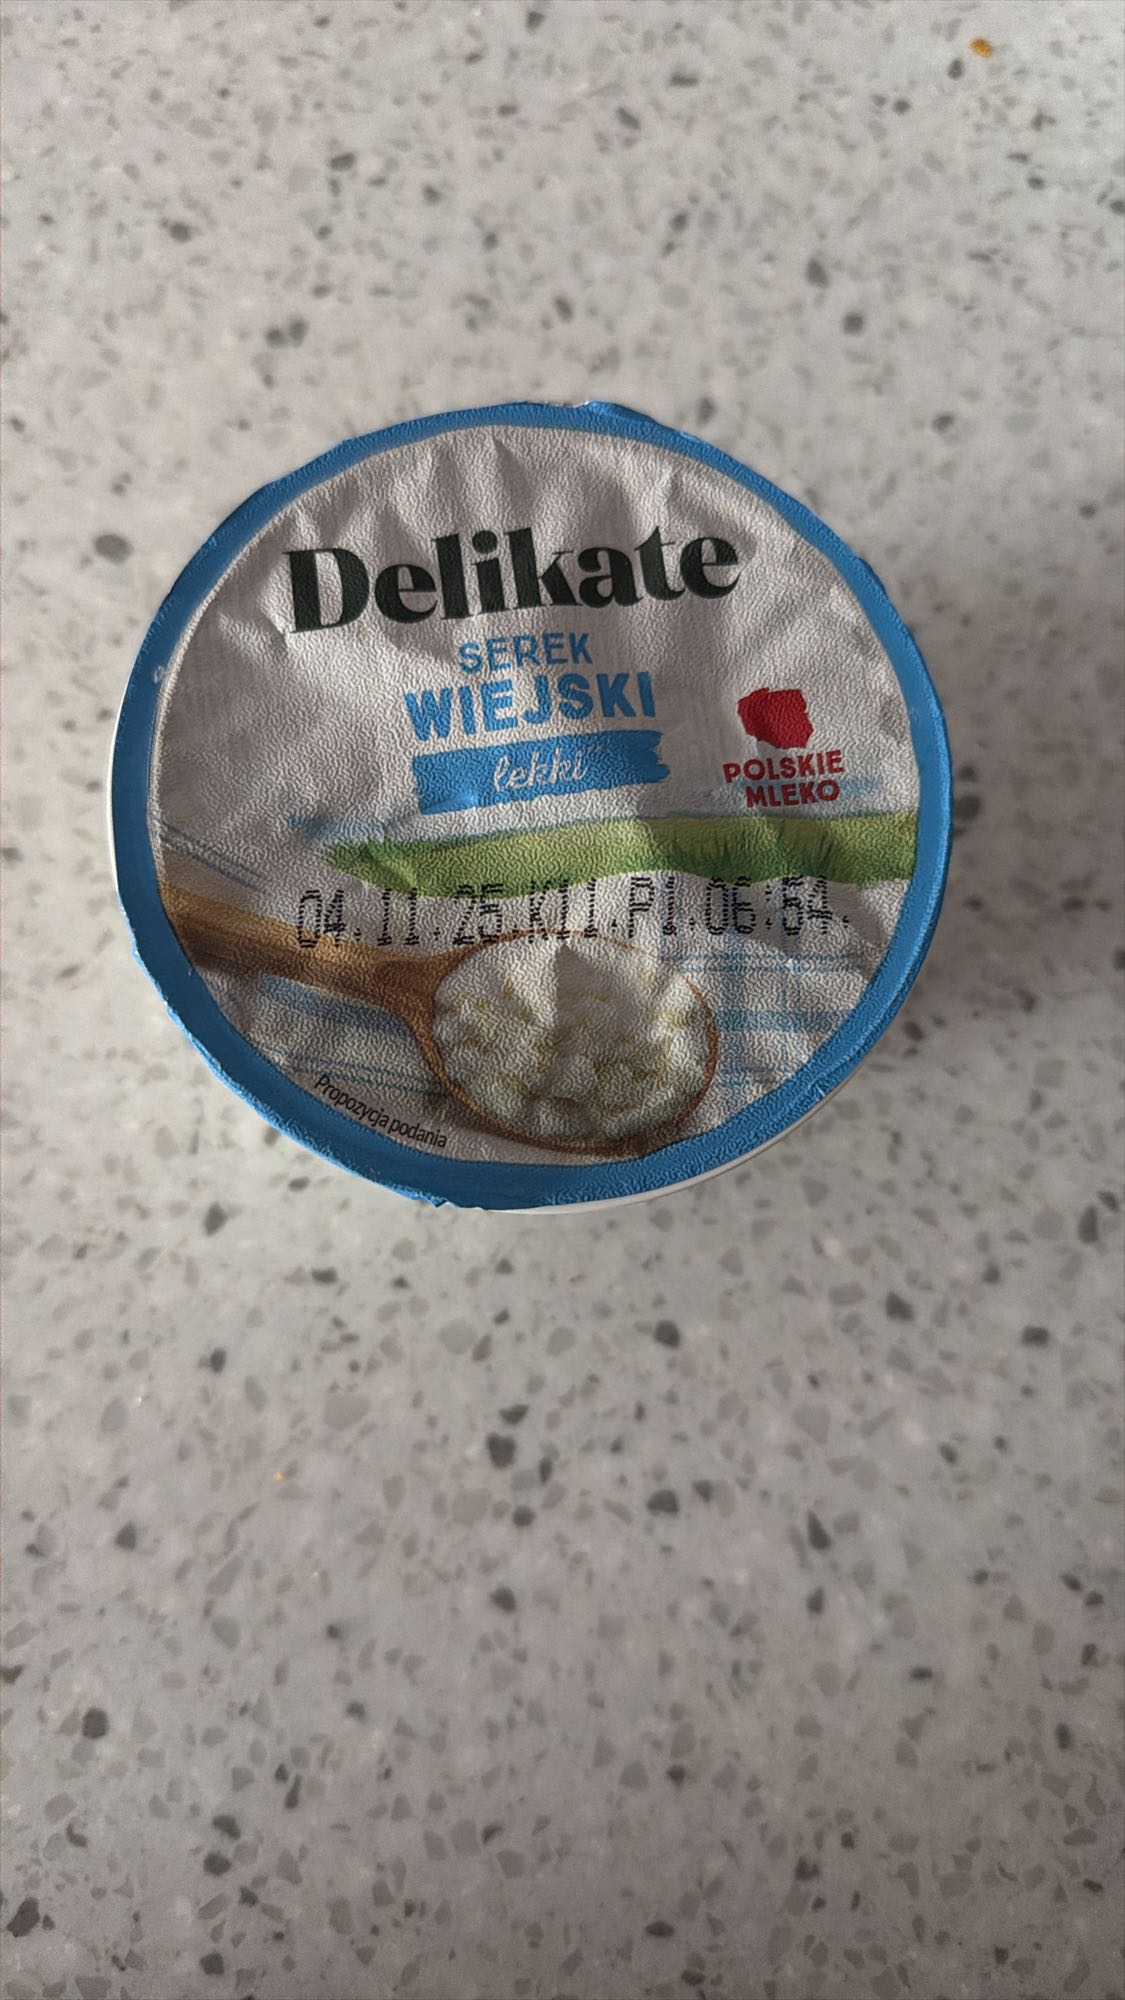 Delikate
SEREK
WIEJSKI
lekki
POLSKIE
MLEKO
04.11.25.K11.P1.06:54.
Propozycja podania